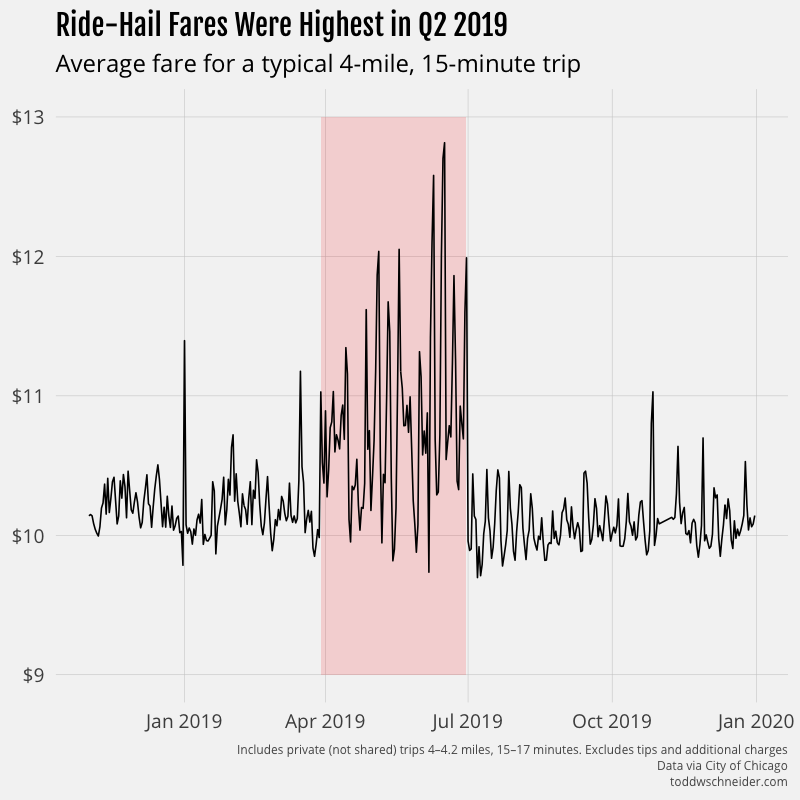 Ride-Hail Fares Were Highest in Q2 2019
Average fare for a typical 4-mile, 15-minute trip
$13
$12
$11
$10
$9
Jan 2019 Apr 2019 Jul 2019 Oct 2019 Jan 2020
Includes private (not shared) trips 4–4.2 miles, 15–17 minutes. Excludes tips and additional charges
Data via City of Chicago
toddwschneider.com